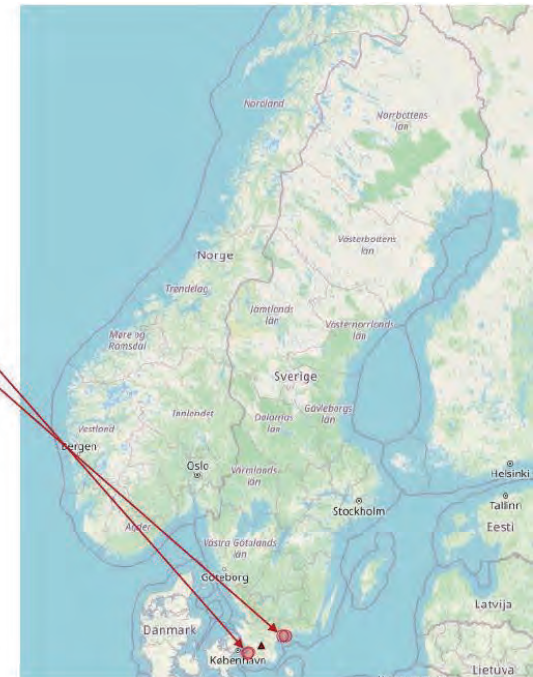 Nordland
Norrbottens
län
Västerbottens
län
Norge
Trøndelag
Jämtlands
län
Västernorrlands
län
Møre og
Romsdal
Sverige
Gävleborgs
län
Innlandet
Dalarnas
län
Vestland
Bergen
Oslo
Värmlands
län
Helsinki
Stockholm
Tallinn
Eesti
Agder
Västra Götalands
län
Göteborg
Latvija
Danmark
København
Lietuva